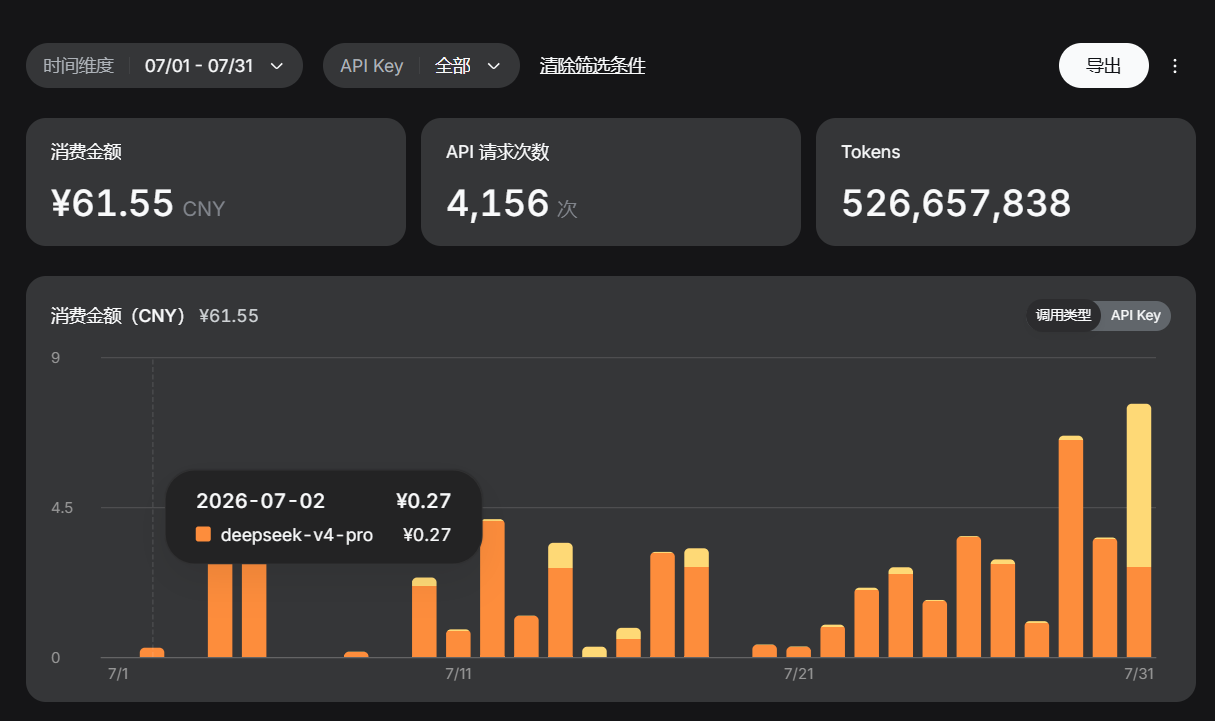 时间维度 07/01 - 07/31 API Key 全部 清除筛选条件 导出
消费金额
¥61.55 CNY
API 请求次数
4,156 次
Tokens
526,657,838
消费金额（CNY） ¥61.55 调用类型 API Key
9
4.5
0
2026-07-02 ¥0.27
deepseek-v4-pro ¥0.27
7/1 7/11 7/21 7/31